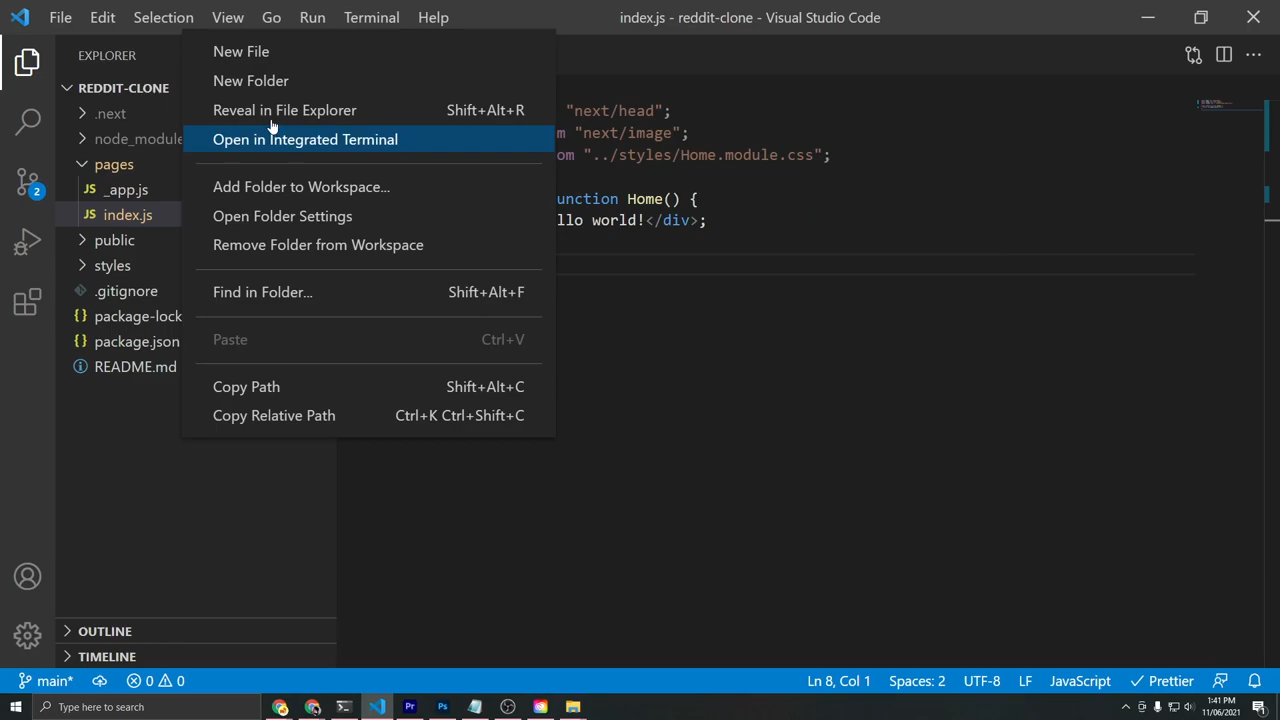 File Edit Selection View Go Run Terminal Help
index.js - reddit-clone - Visual Studio Code
EXPLORER
REDDIT-CLONE
.next
node_module
pages
JS _app.js
JS index.js
public
styles
.gitignore
{} package-lock
{} package.json
README.md
OUTLINE
TIMELINE
New File
New Folder
Reveal in File Explorer Shift+Alt+R
Open in Integrated Terminal
Add Folder to Workspace...
Open Folder Settings
Remove Folder from Workspace
Find in Folder... Shift+Alt+F
Paste Ctrl+V
Copy Path Shift+Alt+C
Copy Relative Path Ctrl+K Ctrl+Shift+C
"next/head";
m "next/image";
om "../styles/Home.module.css";
unction Home() {
llo world!</div>;
2
main* 0 0 Ln 8, Col 1 Spaces: 2 UTF-8 LF JavaScript Prettier
Type here to search
Pr
Ps
1:41 PM
11/06/2021